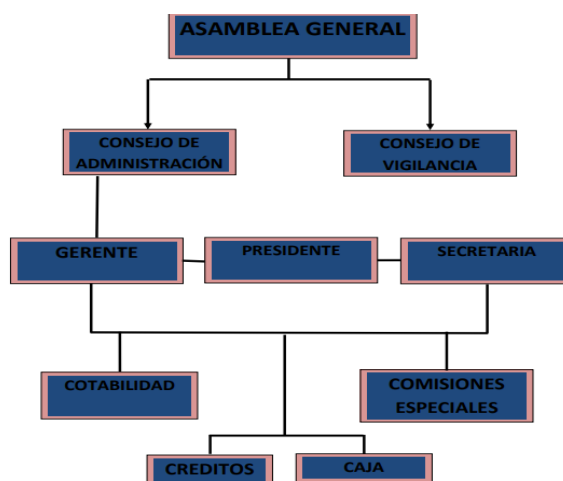 ASAMBLEA GENERAL
CONSEJO DE
ADMINISTRACIÓN
CONSEJO DE
VIGILANCIA
GERENTE
PRESIDENTE
SECRETARIA
COTABILIDAD
COMISIONES
ESPECIALES
CREDITOS
CAJA